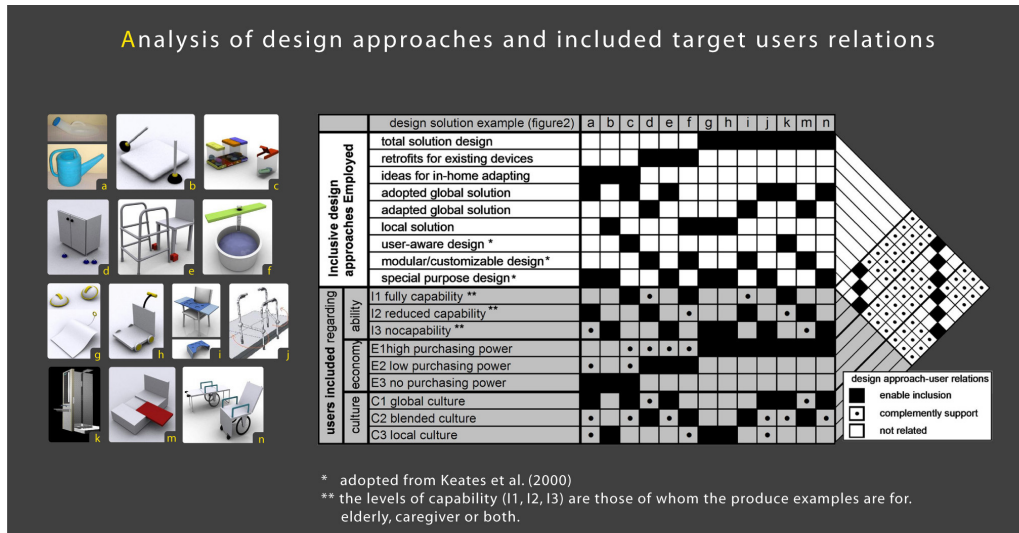 Analysis of design approaches and included target users relations
a
b
c
d
e
f
g
h
i
j
k
m
n
design solution example (figure2) a b c d e f g h i j k m n
Inclusive design
approaches Employed
total solution design
retrofits for existing devices
ideas for in-home adapting
adopted global solution
adapted global solution
local solution
user-aware design *
modular/customizable design *
special purpose design *
users included regarding
ability
I1 fully capability **
I2 reduced capability **
I3 nocapability **
economy
E1high purchasing power
E2 low purchasing power
E3 no purchasing power
culture
C1 global culture
C2 blended culture
C3 local culture
design approach-user relations
enable inclusion
complemently support
not related
* adopted from Keates et al. (2000)
** the levels of capability (I1, I2, I3) are those of whom the produce examples are for.
elderly, caregiver or both.